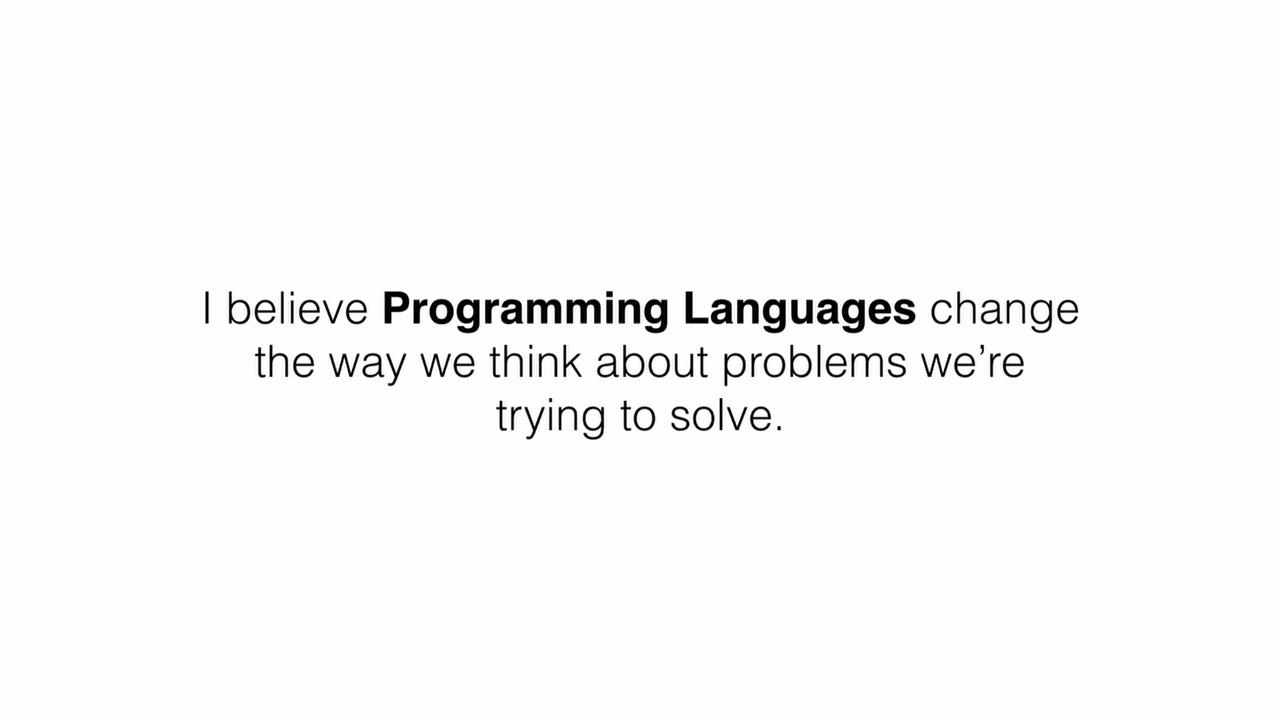 I believe Programming Languages change
the way we think about problems we’re
trying to solve.